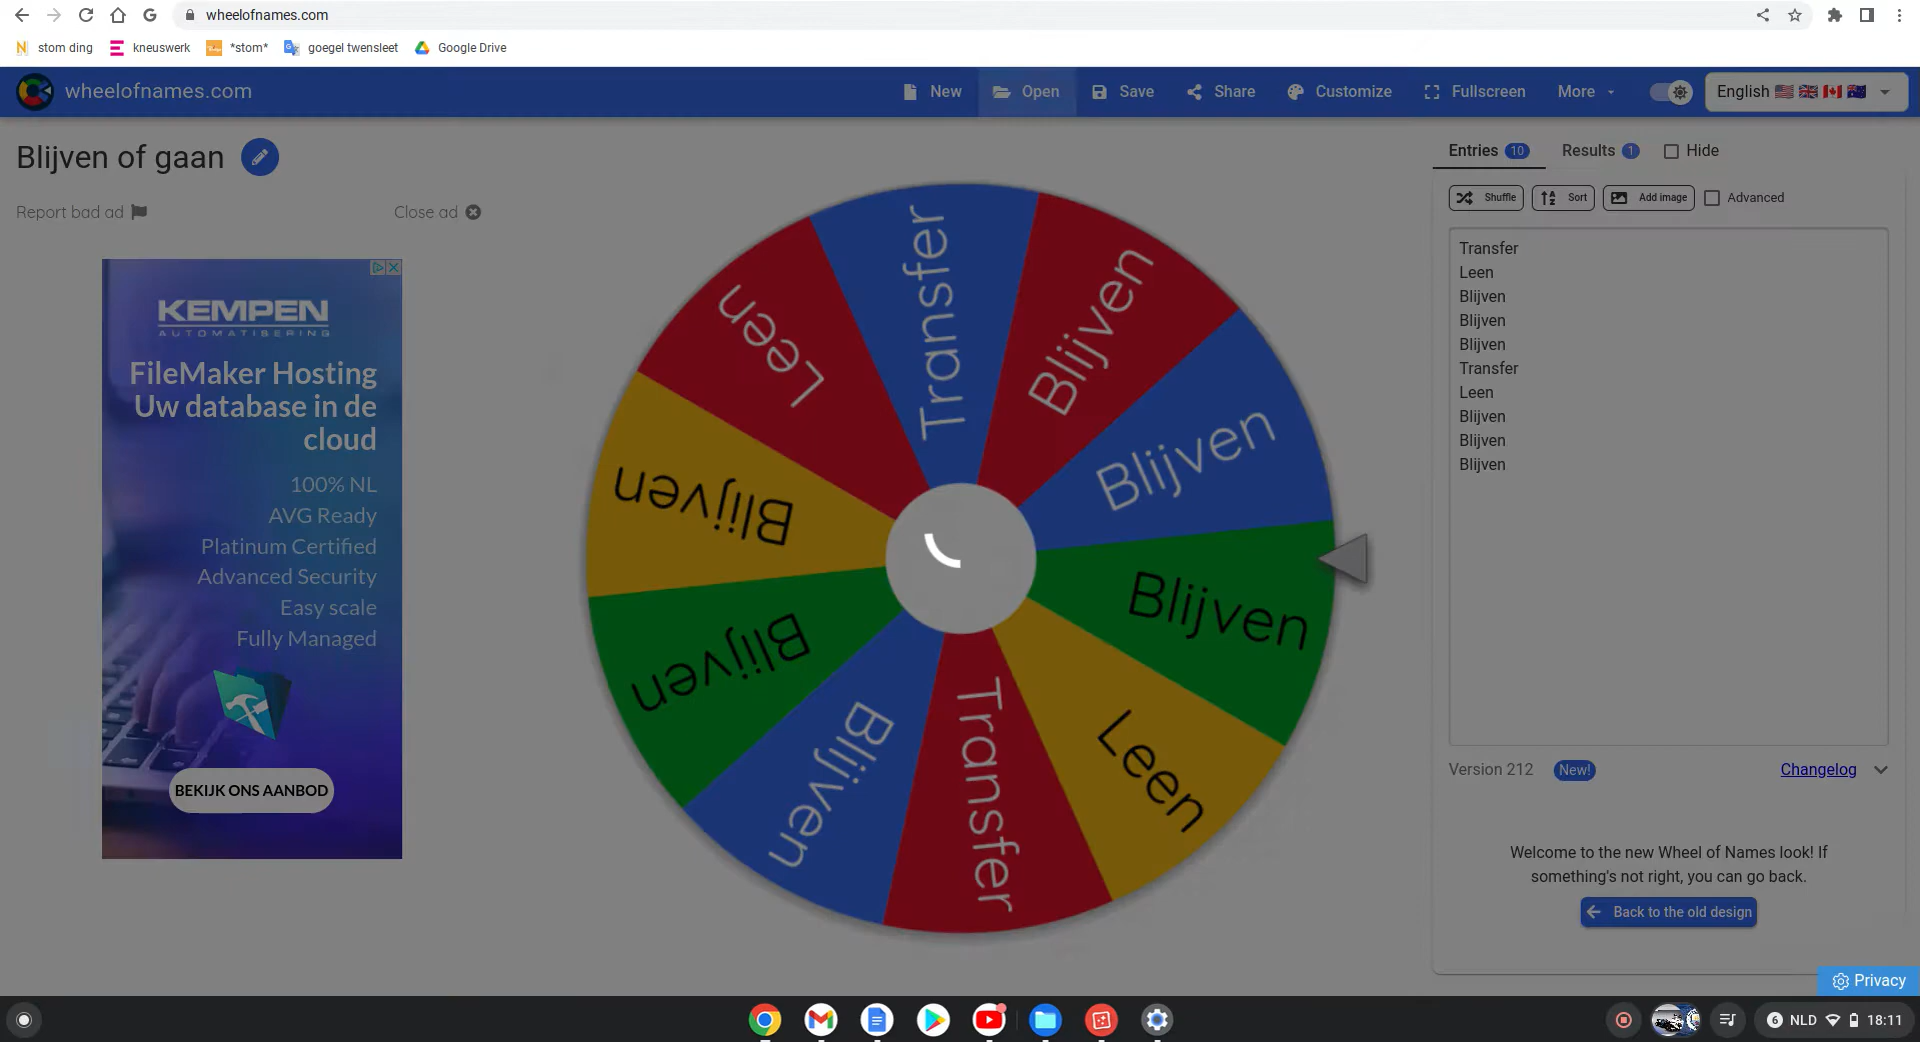 wheelofnames.com
stom ding
kneuswerk
*stom*
goegel twensleet
Google Drive
wheelofnames.com
New
Open
Save
Share
Customize
Fullscreen
More
English
Blijven of gaan
Report bad ad
Close ad
KEMPEN
AUTOMATISERING
FileMaker Hosting
Uw database in de
cloud
100% NL
AVG Ready
Platinum Certified
Advanced Security
Easy scale
Fully Managed
BEKIJK ONS AANBOD
Transfer
Blijven
Blijven
Blijven
Leen
Transfer
Blijven
Blijven
Blijven
Leen
Entries 10
Results 1
Hide
Shuffle
Sort
Add image
Advanced
Transfer
Leen
Blijven
Blijven
Blijven
Transfer
Leen
Blijven
Blijven
Blijven
Version 212
New!
Changelog
Welcome to the new Wheel of Names look! If
something's not right, you can go back.
Back to the old design
Privacy
6 NLD 18:11